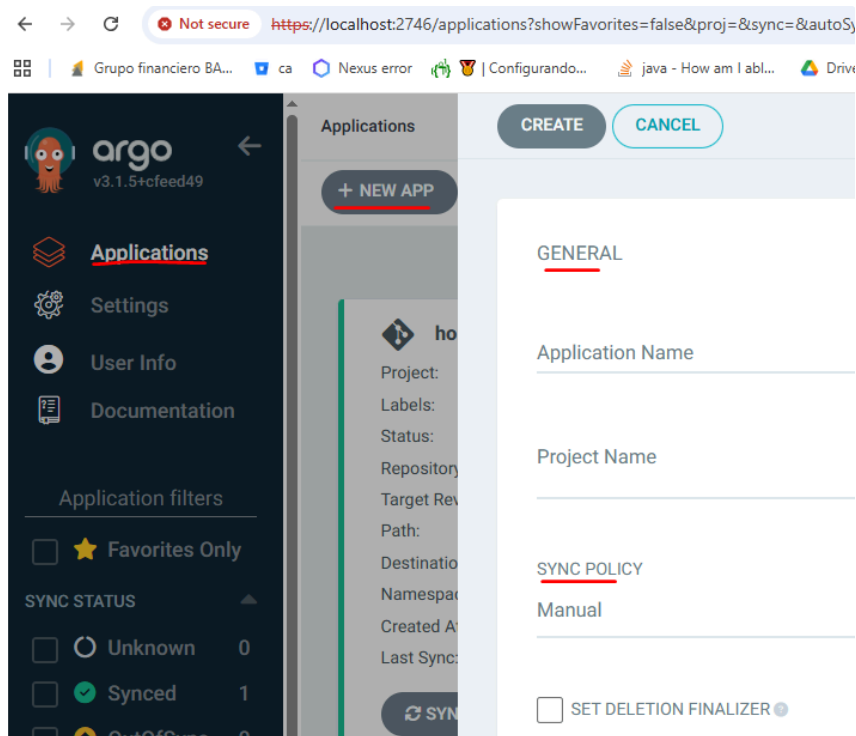 Not secure https://localhost:2746/applications?showFavorites=false&proj=&sync=&autoSy
Grupo financiero BA... ca Nexus error | Configurando... java - How am I abl... Drive
argo
v3.1.5+cfeed49
Applications
Settings
User Info
Documentation
Application filters
Favorites Only
SYNC STATUS
Unknown 0
Synced 1
OutOfSync 0
Applications
+ NEW APP
ho
Project:
Labels:
Status:
Repository
Target Rev
Path:
Destinatio
Namespac
Created A
Last Sync:
SYN
CREATE CANCEL
GENERAL
Application Name
Project Name
SYNC POLICY
Manual
SET DELETION FINALIZER